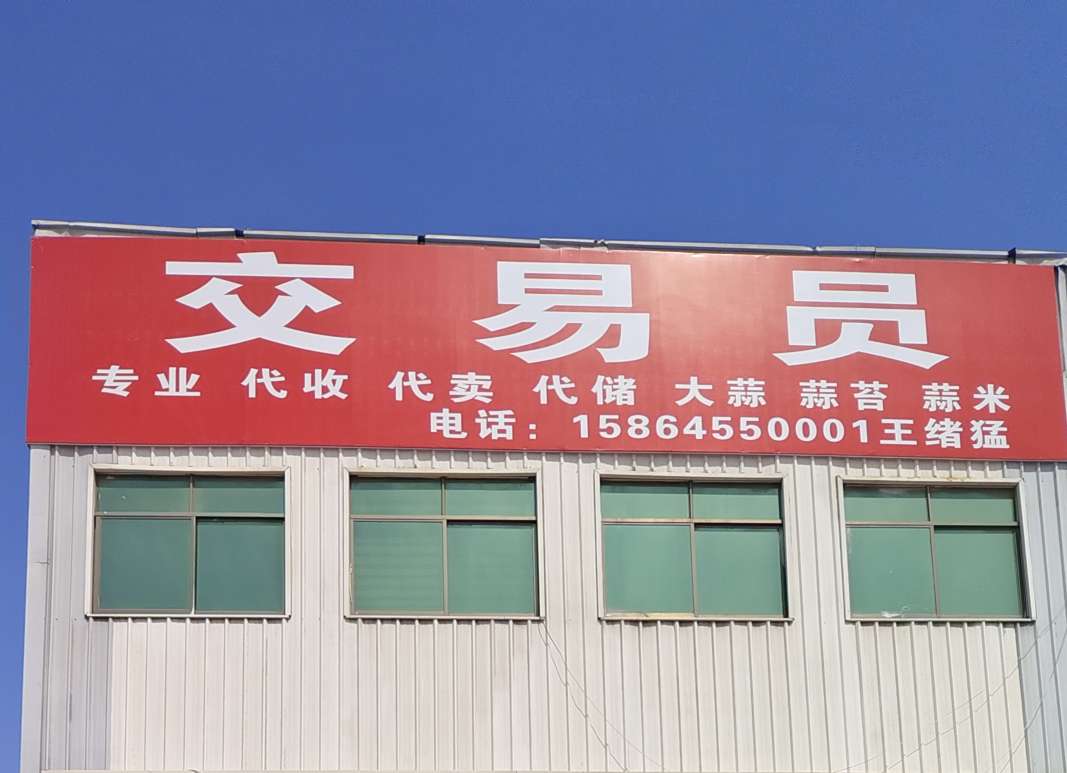 交易员
专业 代收 代卖 代储 大蒜 蒜苔 蒜米
电话：15864550001王绪猛